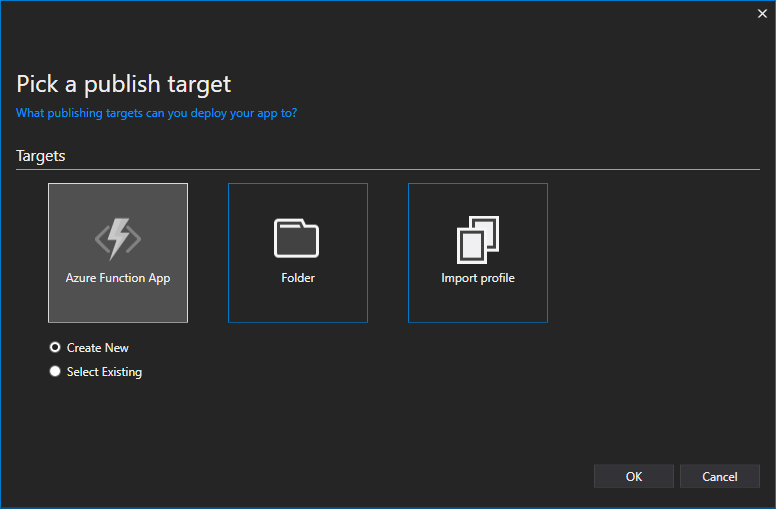 Pick a publish target
What publishing targets can you deploy your app to?
Targets
Azure Function App
Folder
Import profile
Create New
Select Existing
OK
Cancel